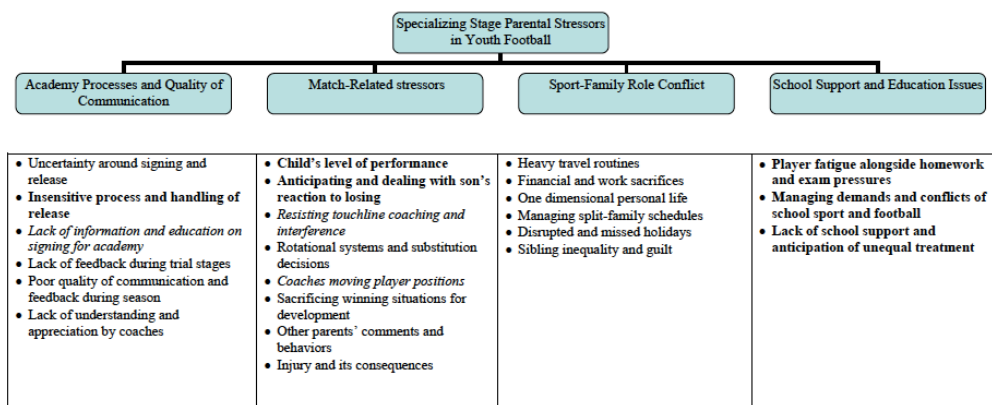 Specializing Stage Parental Stressors
in Youth Football
Academy Processes and Quality of
Communication
Match-Related stressors
Sport-Family Role Conflict
School Support and Education Issues
• Uncertainty around signing and
release
• Insensitive process and handling of
release
• Lack of information and education on
signing for academy
• Lack of feedback during trial stages
• Poor quality of communication and
feedback during season
• Lack of understanding and
appreciation by coaches
• Child's level of performance
• Anticipating and dealing with son's
reaction to losing
• Resisting touchline coaching and
interference
• Rotational systems and substitution
decisions
• Coaches moving player positions
• Sacrificing winning situations for
development
• Other parents' comments and
behaviors
• Injury and its consequences
• Heavy travel routines
• Financial and work sacrifices
• One dimensional personal life
• Managing split-family schedules
• Disrupted and missed holidays
• Sibling inequality and guilt
• Player fatigue alongside homework
and exam pressures
• Managing demands and conflicts of
school sport and football
• Lack of school support and
anticipation of unequal treatment